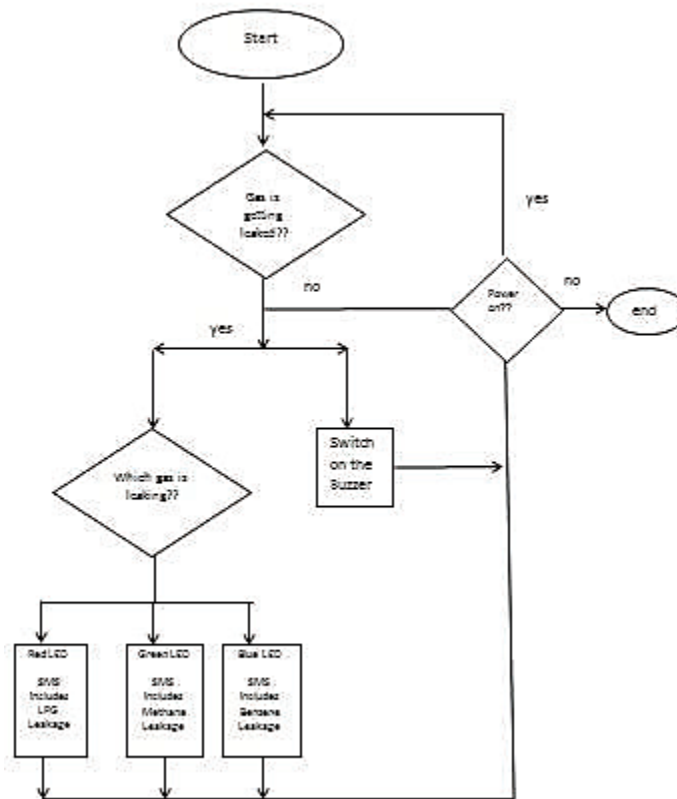 Start
Gas is
getting
leaked??
yes
no
Power
on??
no
end
yes
Switch
on the
Buzzer
Which gas is
leaking??
Red LED
SMS
Includes
LPG
Leakage
Green LED
SMS
Includes
Methane
Leakage
Blue LED
SMS
Includes
Benzene
Leakage